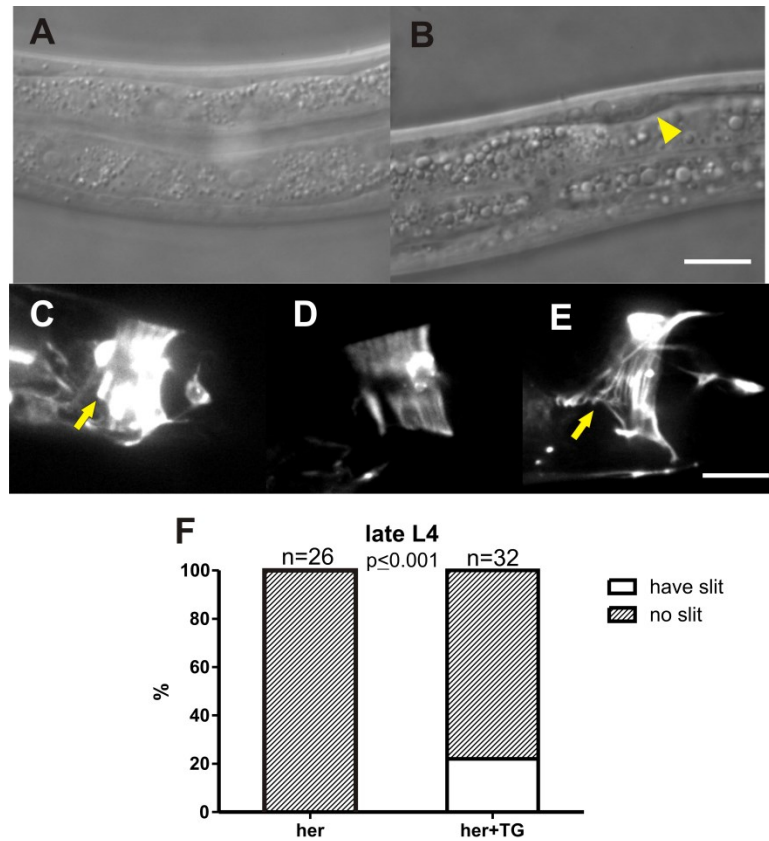 A B
C D E
F
late L4
n=26 p≤0.001 n=32
100
80
60
40
20
0
%
her her+TG
have slit
no slit